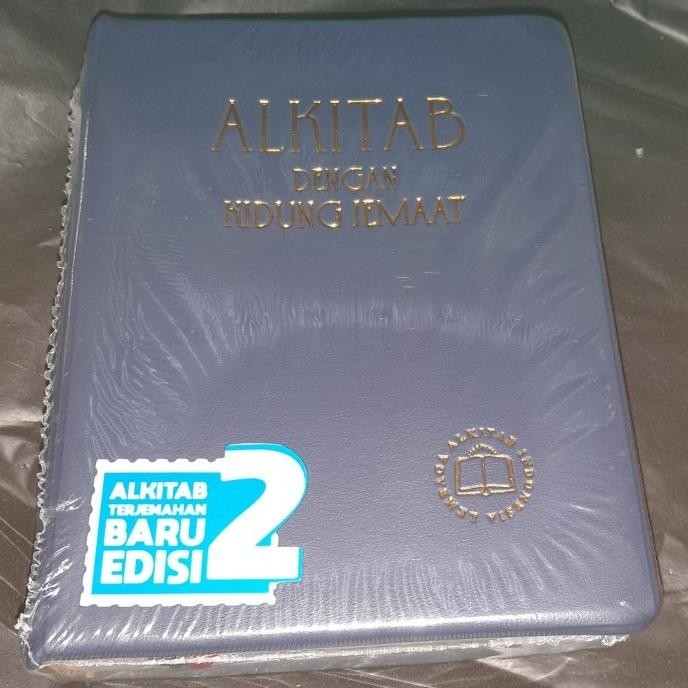 ALKITAB
DENGAN
KIDUNG JEMAAT
LEMBAGA ALKITAB INDONESIA
ALKITAB
TERJEMAHAN
BARU
EDISI
2